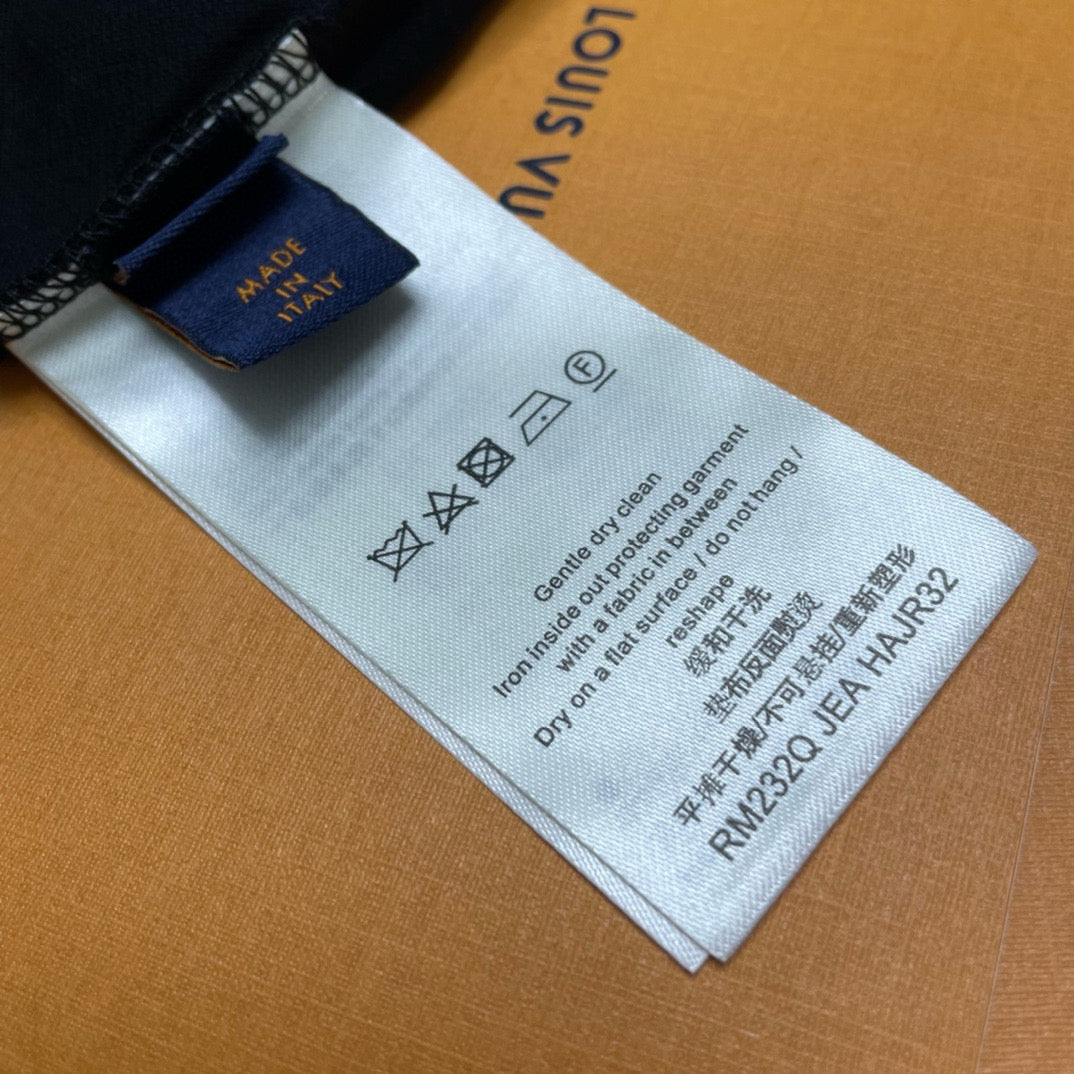 LOUIS VU
MADE
IN
ITALY
F
Gentle dry clean
Iron inside out protecting garment
with a fabric in between
Dry on a flat surface / do not hang /
reshape
缓和干洗
垫布反面熨烫
平摊干燥/不可悬挂/重新塑形
RM232Q JEA HAJR32